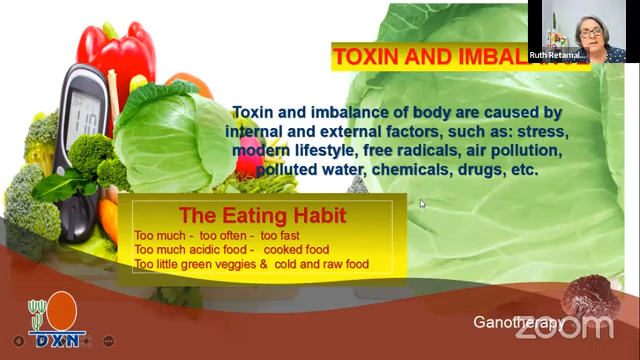 TOXIN AND IMBALANCE
Ruth Retamal
Toxin and imbalance of body are caused by
internal and external factors, such as: stress,
modern lifestyle, free radicals, air pollution,
polluted water, chemicals, drugs, etc.
The Eating Habit
Too much - too often - too fast
Too much acidic food - cooked food
Too little green veggies & cold and raw food
Ganotherapy
zoom
DXN